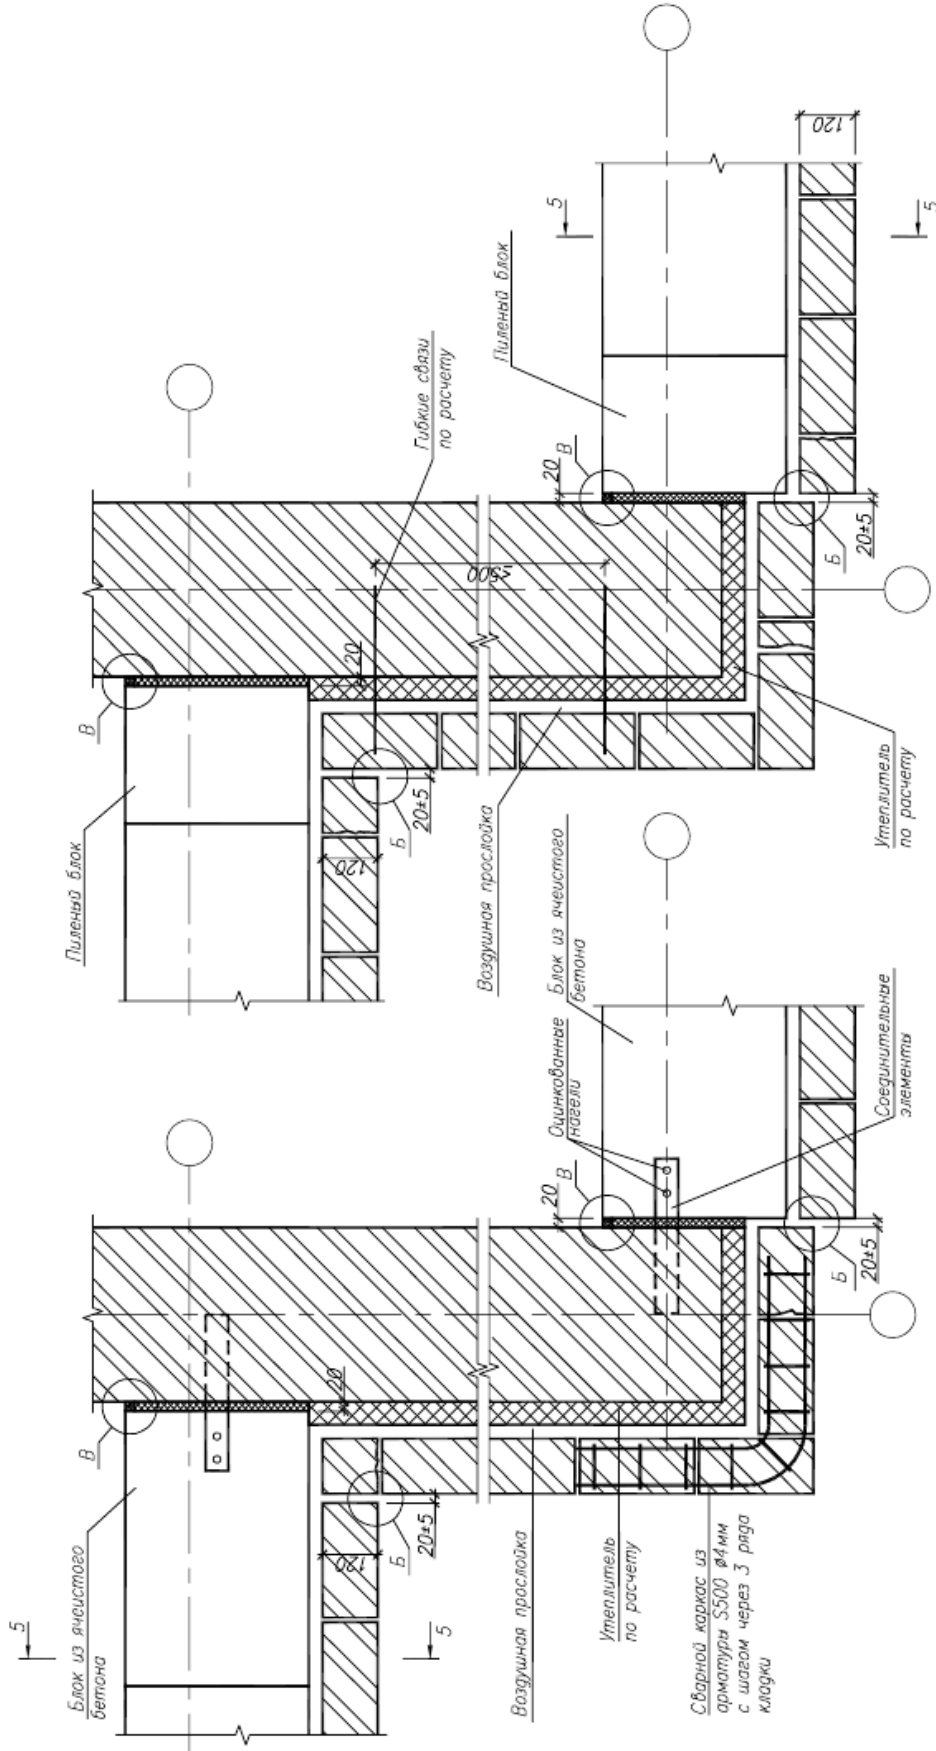 5
Блок из ячеистого
бетона
В
20
120
Б
20±5
5
Воздушная прослойка
Утеплитель
по расчету
Сварной каркас из
арматуры S500 ø4мм
с шагом через 3 ряда
кладки
Оцинкованные
нагели
Блок из ячеистого
бетона
В
20
Б
20±5
Соединительные
элементы
Пиленый блок
В
20
120
Б
20±5
Гибкие связи
по расчету
≤500
Воздушная прослойка
Пиленый блок
В
20
5
120
Б
20±5
Утеплитель
по расчету
5